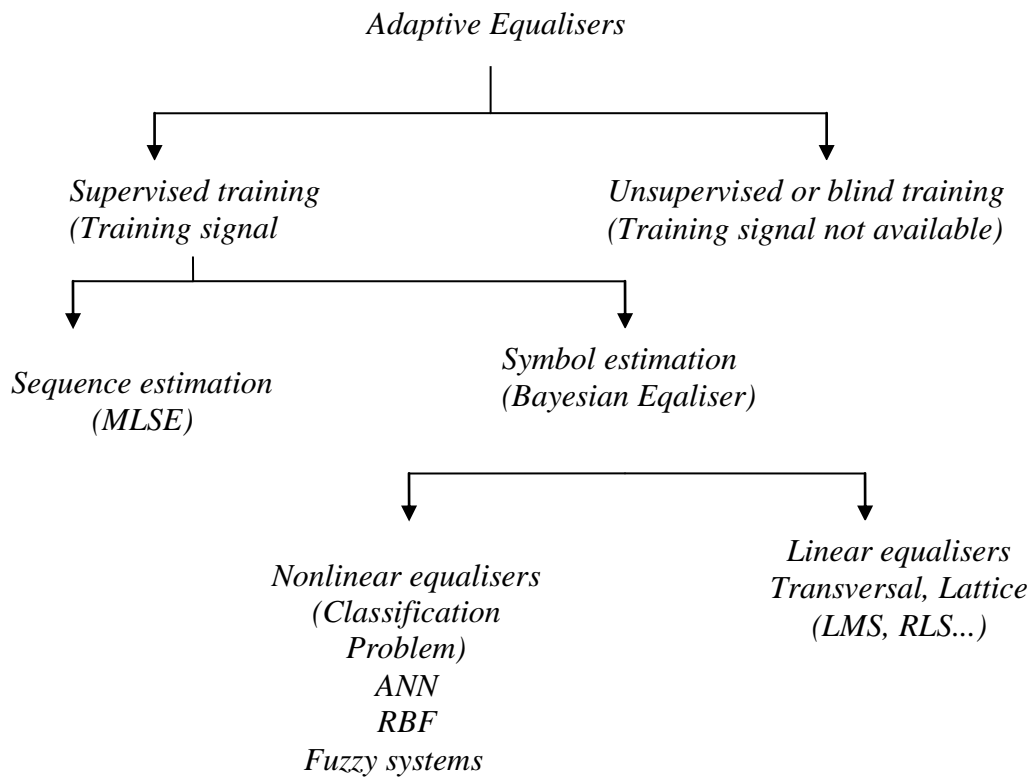 Adaptive Equalisers
Supervised training
(Training signal
Unsupervised or blind training
(Training signal not available)
Sequence estimation
(MLSE)
Symbol estimation
(Bayesian Eqaliser)
Nonlinear equalisers
(Classification
Problem)
ANN
RBF
Fuzzy systems
Linear equalisers
Transversal, Lattice
(LMS, RLS...)